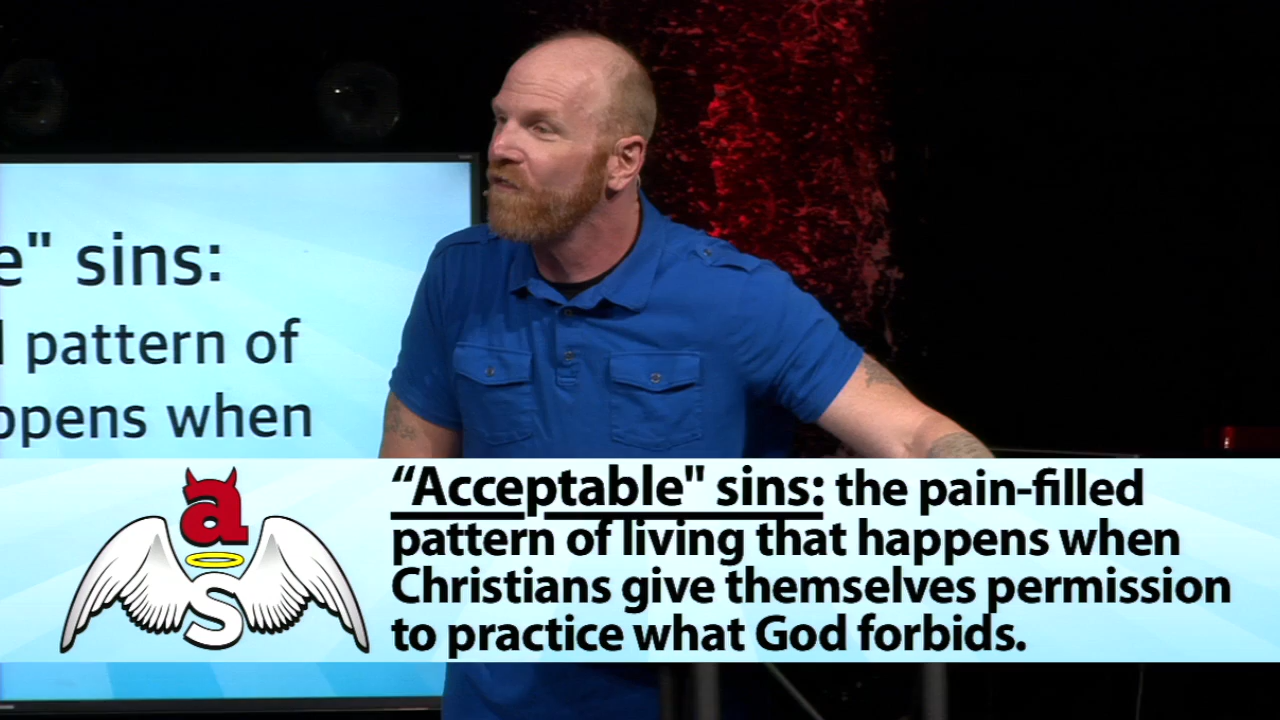 e" sins:
pattern of
ppens when
a
S
“Acceptable" sins: the pain-filled
pattern of living that happens when
Christians give themselves permission
to practice what God forbids.